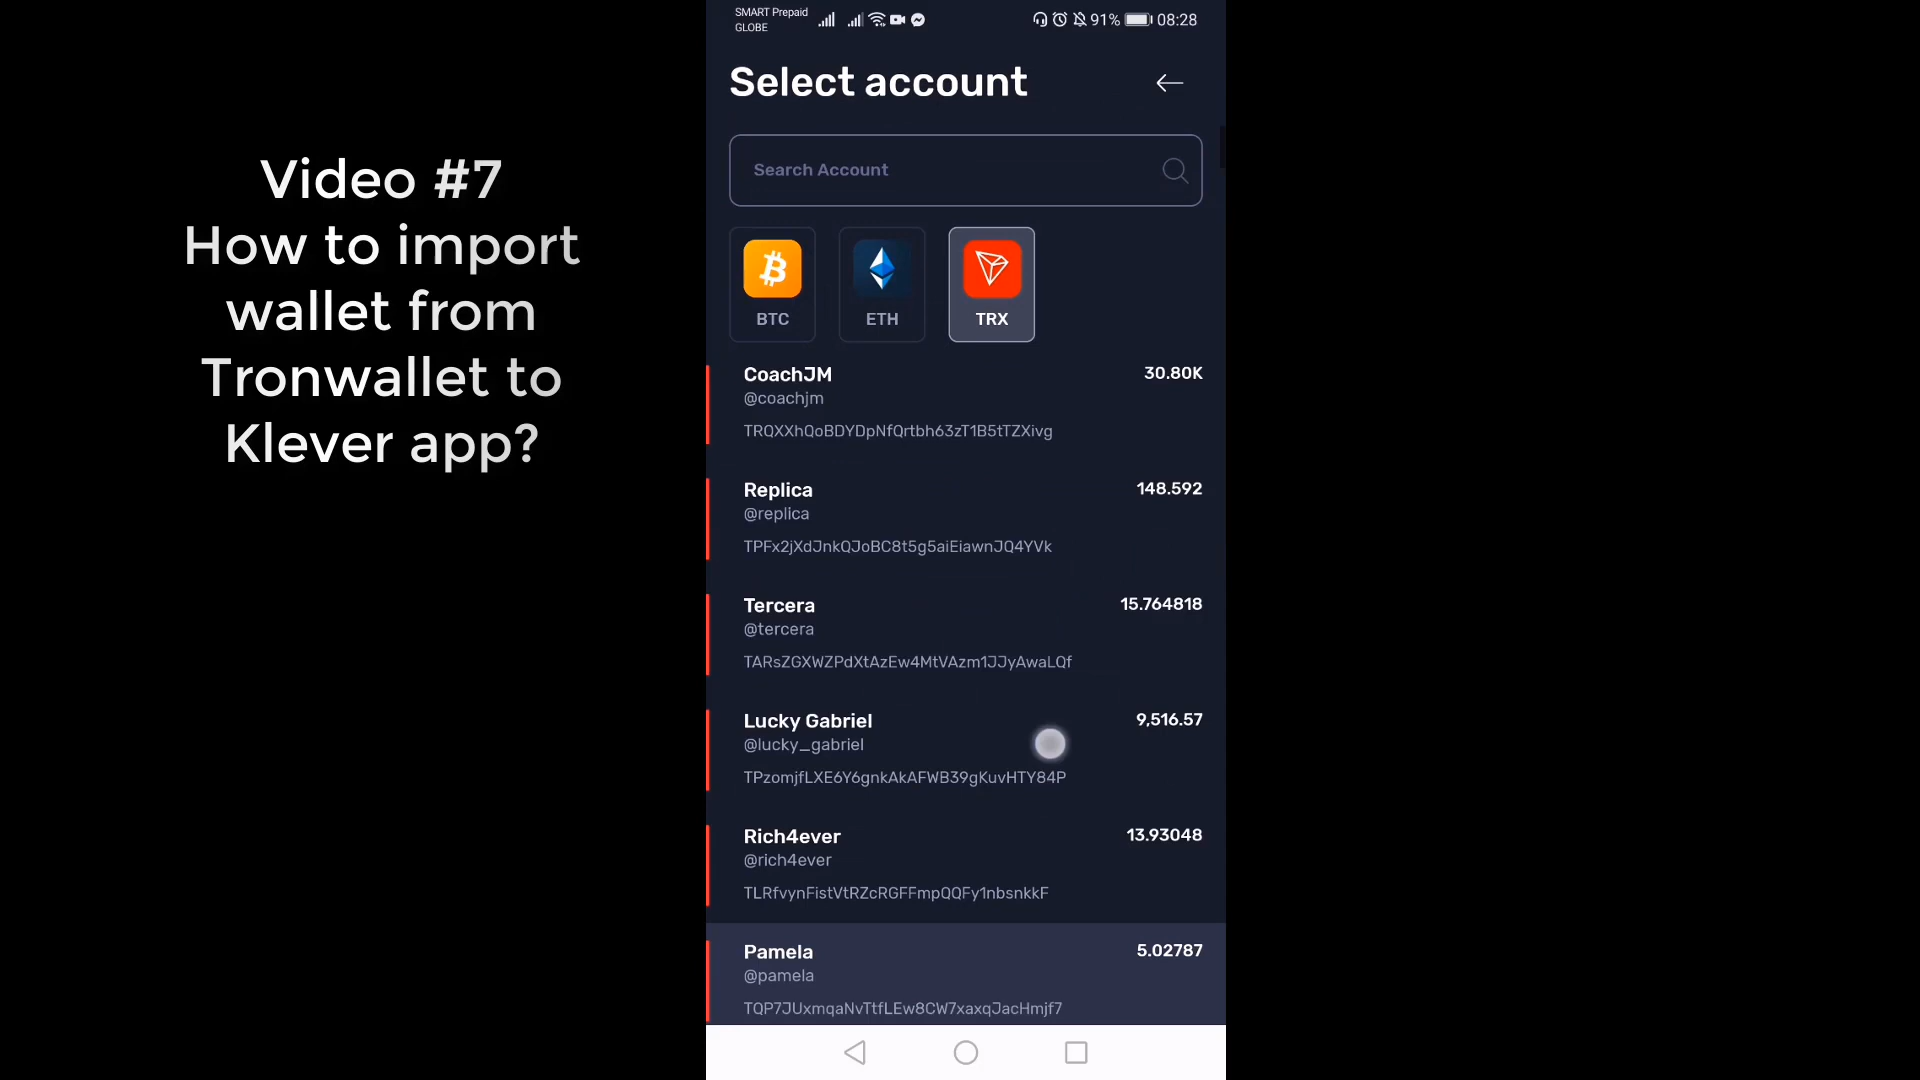 SMART Prepaid
GLOBE
91% 08:28
Select account
Search Account
BTC ETH TRX
Video #7
How to import
wallet from
Tronwallet to
Klever app?
CoachJM 30.80K
@coachjm
TRQXXhQoBDYDpNfQrtbh63zT1B5tTZXivg
Replica 148.592
@replica
TPFx2jXdJnkQJoBC8t5g5aiEiawnJQ4YVk
Tercera 15.764818
@tercera
TARsZGXWZPdXtAzEw4MtVAzm1JJyAwaLQf
Lucky Gabriel 9,516.57
@lucky_gabriel
TPzomjfLXE6Y6gnkAkAFWB39gKuvHTY84P
Rich4ever 13.93048
@rich4ever
TLRfvynFistVtRZcRGFFmpQQFy1nbsnkkF
Pamela 5.02787
@pamela
TQP7JUxmqaNvTtfLEw8CW7xaxqJacHmjf7